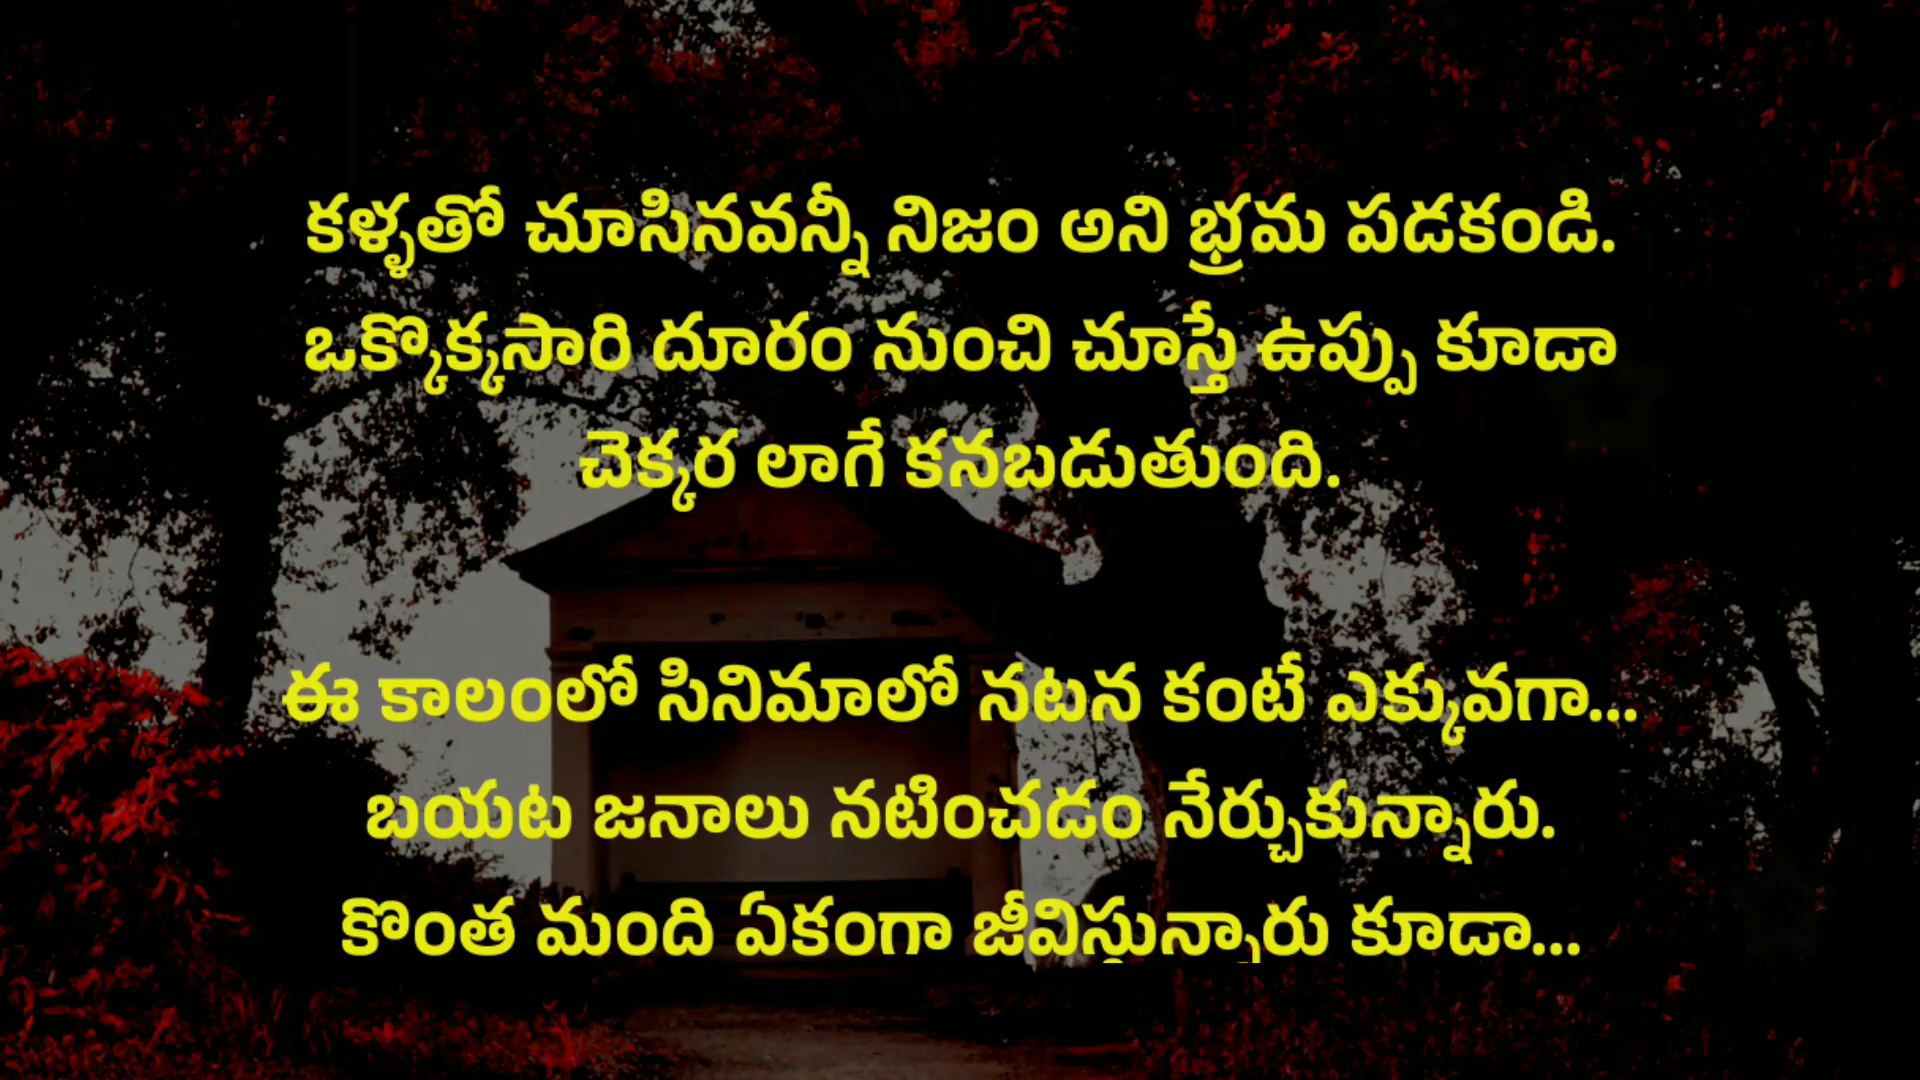 కళ్ళతో చూసినవన్నీ నిజం అని భ్రమ పడకండి.
ఒక్కొక్కసారి దూరం నుంచి చూస్తే ఉప్పు కూడా
చెక్కర లాగే కనబడుతుంది.
ఈ కాలంలో సినిమాలో నటన కంటే ఎక్కువగా...
బయట జనాలు నటించడం నేర్చుకున్నారు.
కొంత మంది ఏకంగా జీవిస్తున్నారు కూడా...